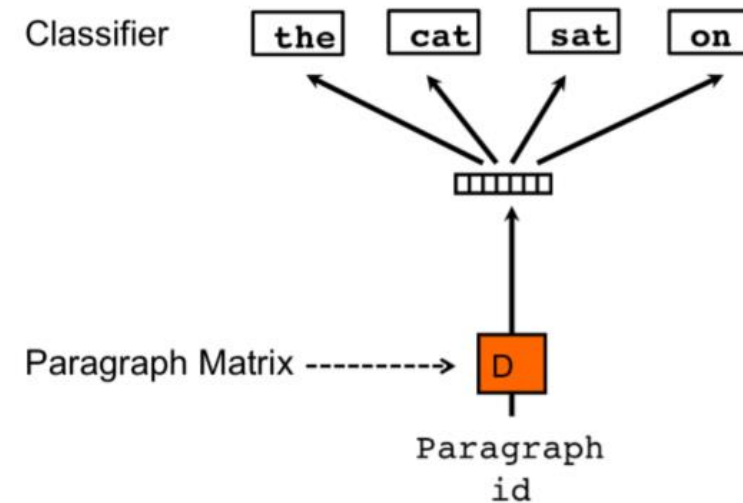 Classifier the cat sat on
Paragraph Matrix D
Paragraph
id